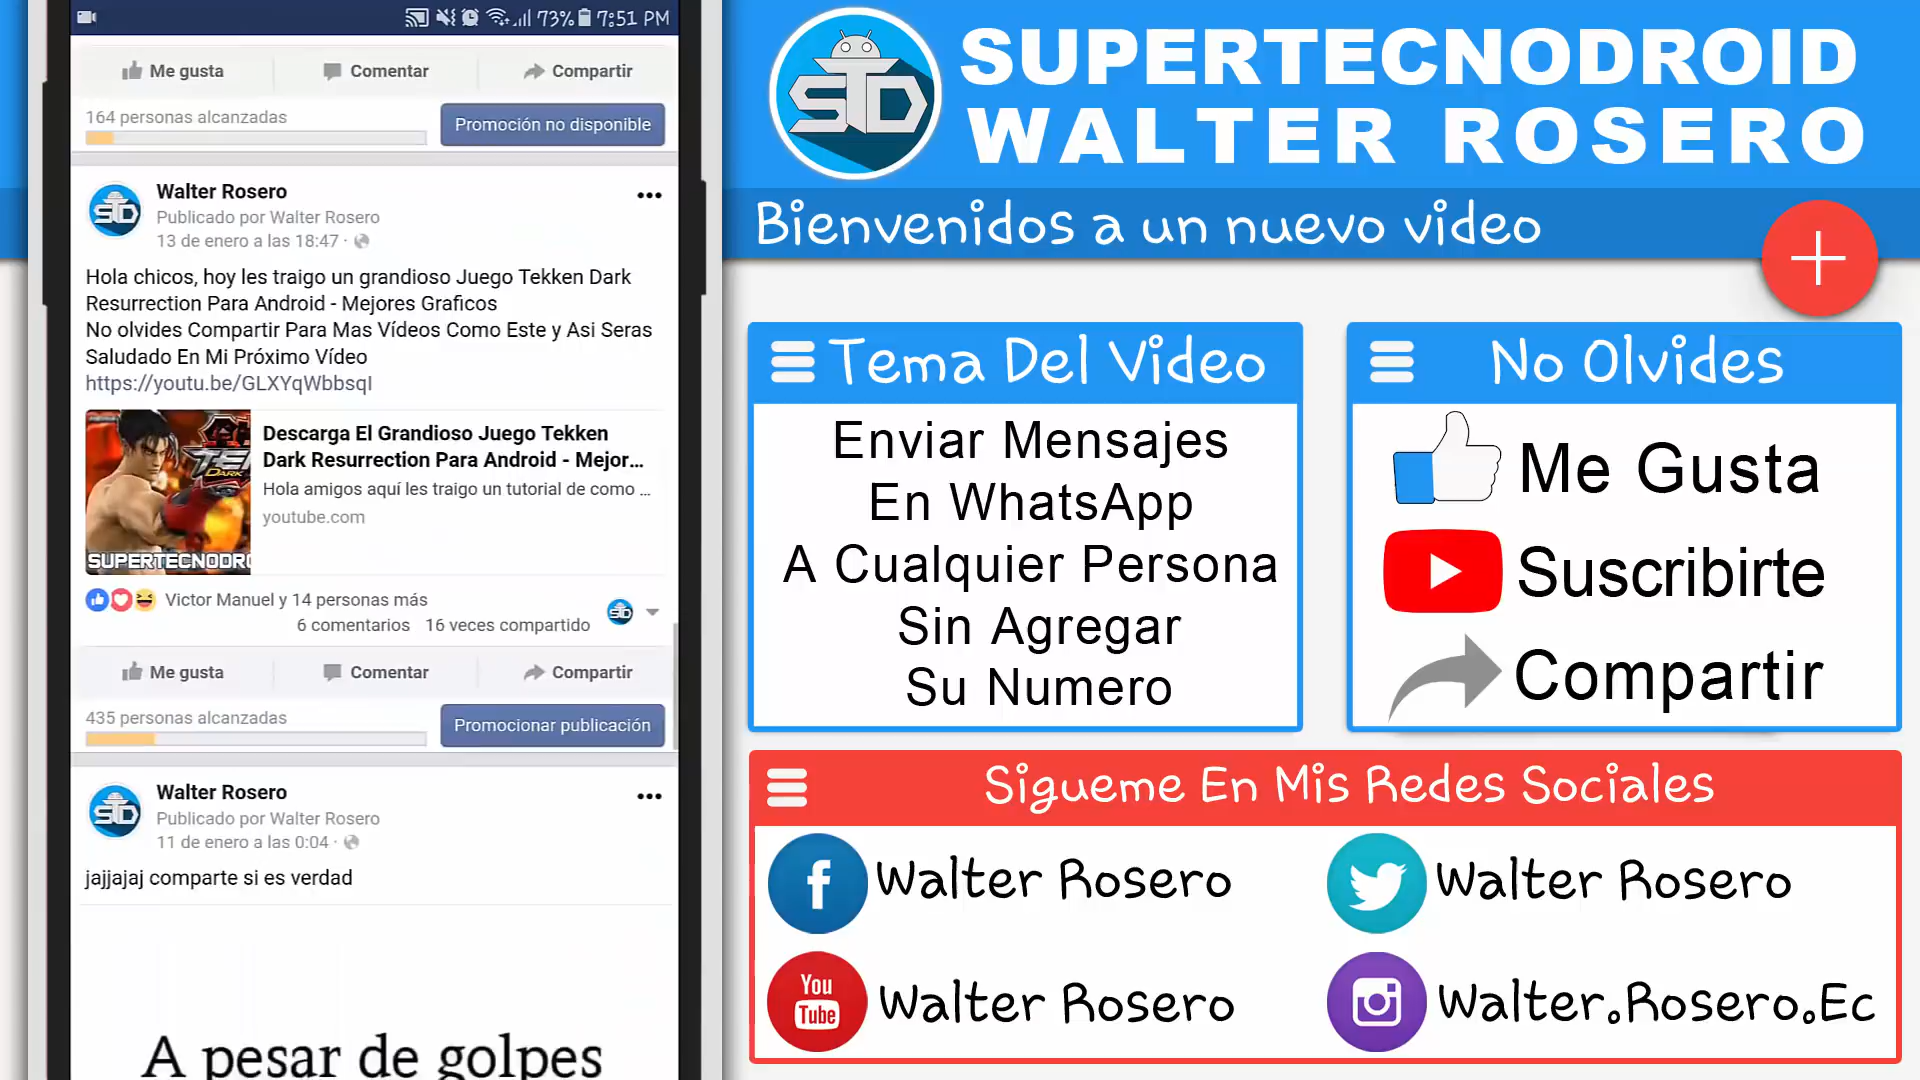 73% 7:51 PM
Me gusta Comentar Compartir
164 personas alcanzadas Promoción no disponible
Walter Rosero
Publicado por Walter Rosero
13 de enero a las 18:47 ·
Hola chicos, hoy les traigo un grandioso Juego Tekken Dark
Resurrection Para Android - Mejores Graficos
No olvides Compartir Para Mas Vídeos Como Este y Asi Seras
Saludado En Mi Próximo Vídeo
https://youtu.be/GLXYqWbbsqI
Descarga El Grandioso Juego Tekken
Dark Resurrection Para Android - Mejor...
Hola amigos aquí les traigo un tutorial de como ...
youtube.com
SUPERTECNODRO
Victor Manuel y 14 personas más
6 comentarios 16 veces compartido
Me gusta Comentar Compartir
435 personas alcanzadas Promocionar publicación
Walter Rosero
Publicado por Walter Rosero
11 de enero a las 0:04 ·
jajjajaj comparte si es verdad
A pesar de golpes
STD
SUPERTECNODROID
WALTER ROSERO
Bienvenidos a un nuevo video
Tema Del Video
Enviar Mensajes
En WhatsApp
A Cualquier Persona
Sin Agregar
Su Numero
No Olvides
Me Gusta
Suscribirte
Compartir
Sigueme En Mis Redes Sociales
f Walter Rosero
Walter Rosero
You Tube Walter Rosero
Walter.Rosero.Ec